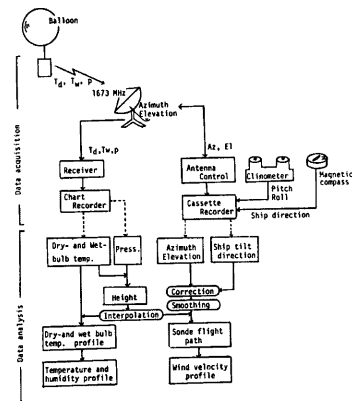 Balloon
Td, Tw, P
1673 MHz
Azimuth
Elevation
Data acquisition
Td,Tw,p
Az, El
Receiver
Antenna
Control
Clinometer
Magnetic
compass
Pitch
Roll
Chart
Recorder
Cassette
Recorder
Ship direction
Data analysis
Dry- and Wet-
bulb temp.
Press.
Azimuth
Elevation
Ship tilt
direction
Height
Correction
Smoothing
Interpolation
Dry-and wet bulb
temp. profile
Sonde flight
path
Temperature and
humidity profile
Wind velocity
profile